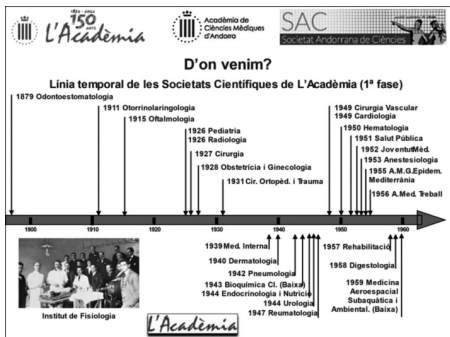 1872 - 2022
150
ANYS
L'Acadèmia
Acadèmia de
Ciències Mèdiques
d'Andorra
SAC
Societat Andorrana de Ciències
D'on venim?
Línia temporal de les Societats Científiques de L'Acadèmia (1ª fase)
1879 Odontoestomatologia
1911 Otorrinolaringologia
1915 Oftalmologia
1926 Pediatria
1926 Radiologia
1927 Cirurgia
1928 Obstetrícia i Ginecologia
1931 Cir. Ortopèd. i Trauma
1949 Cirurgia Vascular
1949 Cardiologia
1950 Hematologia
1951 Salut Pública
1952 JoventutMèd.
1953 Anestesiologia
1955 A.M.G.Epidem.
Mediterrània
1956 A.Med. Treball
1900
1910
1920
1930
1940
1950
1960
1939 Med. Interna
1940 Dermatologia
1942 Pneumologia
1943 Bioquímica Cl. (Baixa)
1944 Endocrinologia i Nutrició
1944 Urologia
1947 Reumatologia
1957 Rehabilitació
1958 Digestologia
1959 Medicina
Aeroespacial
Subaquàtica i
Ambiental. (Baixa)
Institut de Fisiologia
L'Acadèmia